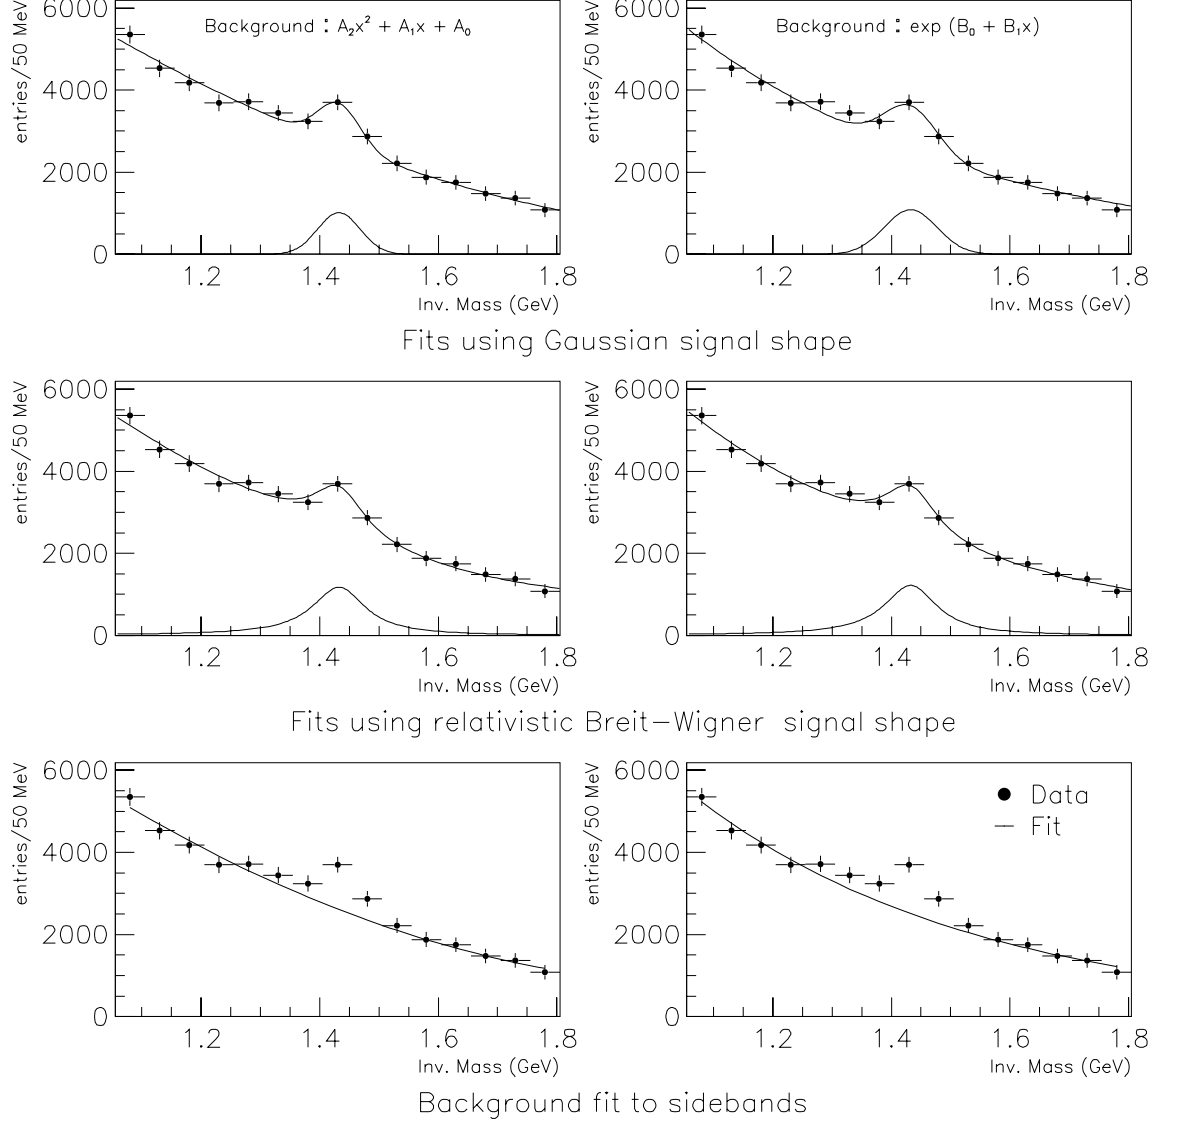 entries/50 MeV
6000
4000
2000
0
Background : A₂x² + A₁x + A₀
1.2
1.4
1.6
1.8
Inv. Mass (GeV)
entries/50 MeV
6000
4000
2000
0
Background : exp (B₀ + B₁x)
1.2
1.4
1.6
1.8
Inv. Mass (GeV)
Fits using Gaussian signal shape
entries/50 MeV
6000
4000
2000
0
1.2
1.4
1.6
1.8
Inv. Mass (GeV)
entries/50 MeV
6000
4000
2000
0
1.2
1.4
1.6
1.8
Inv. Mass (GeV)
Fits using relativistic Breit−Wigner signal shape
entries/50 MeV
6000
4000
2000
0
1.2
1.4
1.6
1.8
Inv. Mass (GeV)
entries/50 MeV
6000
4000
2000
0
Data
Fit
1.2
1.4
1.6
1.8
Inv. Mass (GeV)
Background fit to sidebands